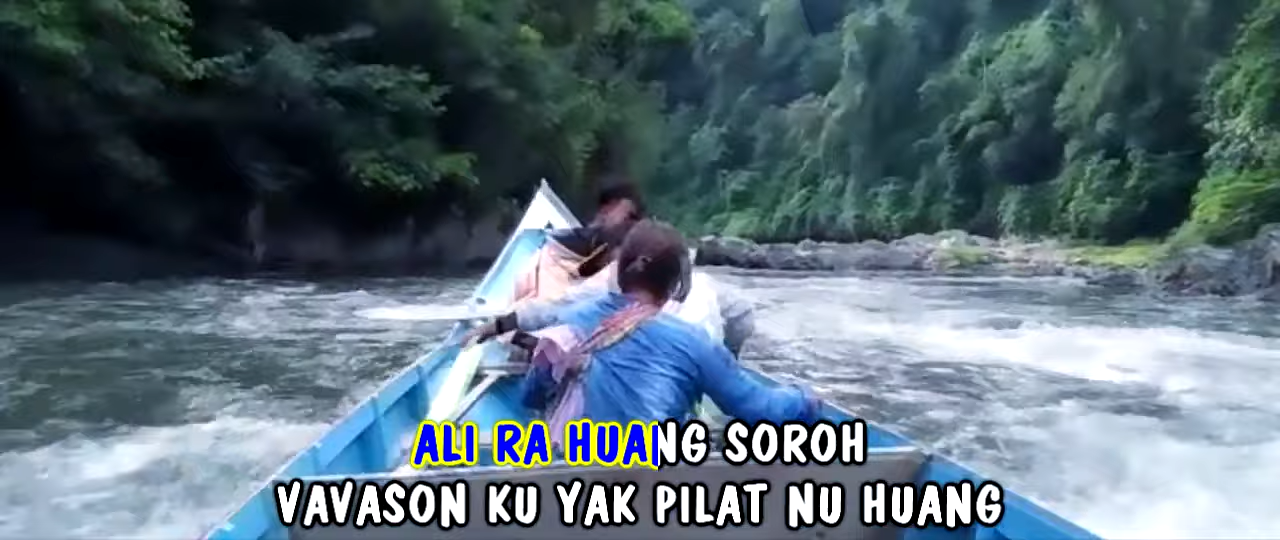 ALI RA HUANG SOROH
VAVASON KU YAK PILAT NU HUANG